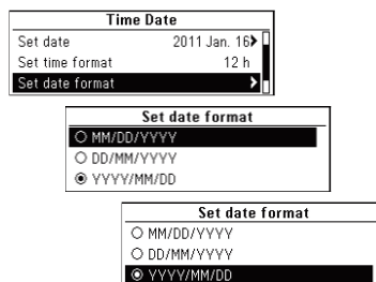 Time Date
Set date 2011 Jan. 16
Set time format 12 h
Set date format
Set date format
MM/DD/YYYY
DD/MM/YYYY
YYYY/MM/DD
Set date format
MM/DD/YYYY
DD/MM/YYYY
YYYY/MM/DD